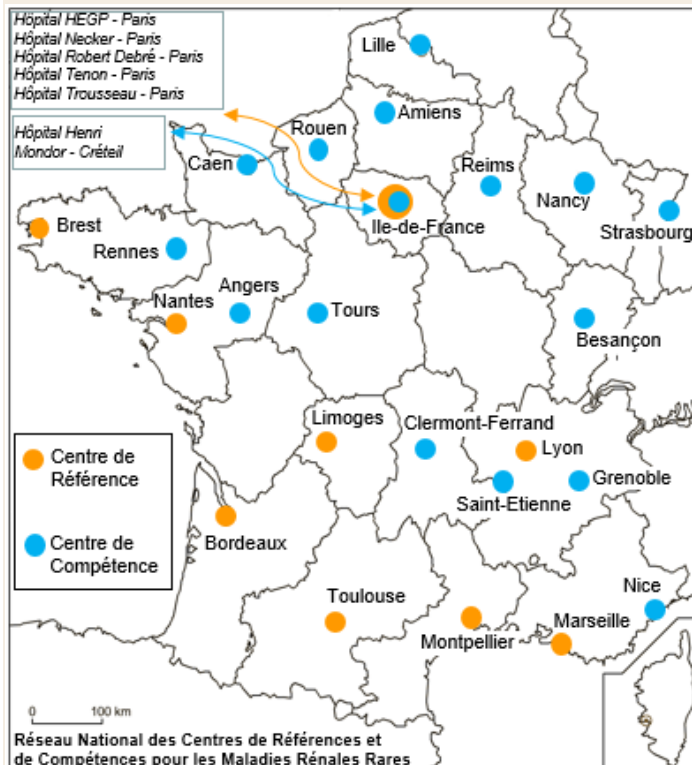 Hôpital HEGP - Paris
Hôpital Necker - Paris
Hôpital Robert Debré - Paris
Hôpital Tenon - Paris
Hôpital Trousseau - Paris
Hôpital Henri
Mondor - Créteil
Lille
Amiens
Rouen
Caen
Reims
Nancy
Strasbourg
Ile-de-France
Brest
Rennes
Angers
Nantes
Tours
Besançon
Limoges
Clermont-Ferrand
Lyon
Grenoble
Saint-Etienne
Centre de
Référence
Centre de
Compétence
Bordeaux
Toulouse
Nice
Marseille
Montpellier
0 100 km
Réseau National des Centres de Références et
de Compétences pour les Maladies Rénales Rares